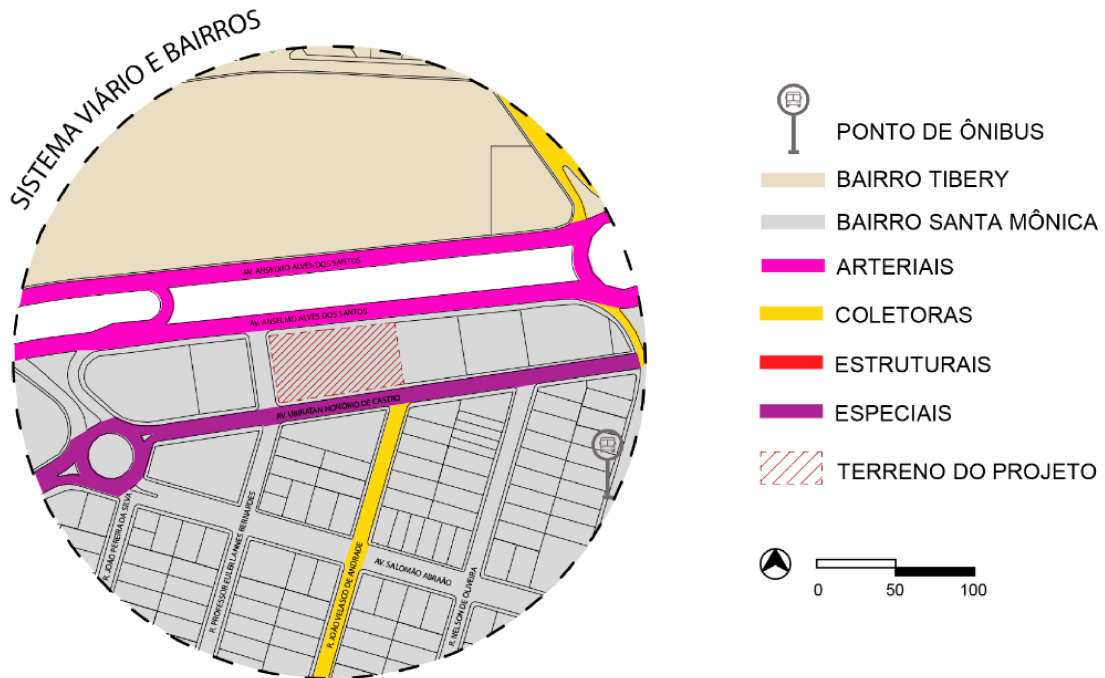 SISTEMA VIÁRIO E BAIRROS
AV. ANSELMO ALVES DOS SANTOS
AV. ANSELMO ALVES DOS SANTOS
AV. UBIRATAN HONÓRIO DE CASTRO
R. JOÃO PEREIRA DA SILVA
R. PROFESSOR EULER LANNES BERNARDES
R. JOÃO VELASCO DE ANDRADE
AV. SALOMÃO ABRAÃO
R. NELSON DE OLIVEIRA
PONTO DE ÔNIBUS
BAIRRO TIBERY
BAIRRO SANTA MÔNICA
ARTERIAIS
COLETORAS
ESTRUTURAIS
ESPECIAIS
TERRENO DO PROJETO
0 50 100